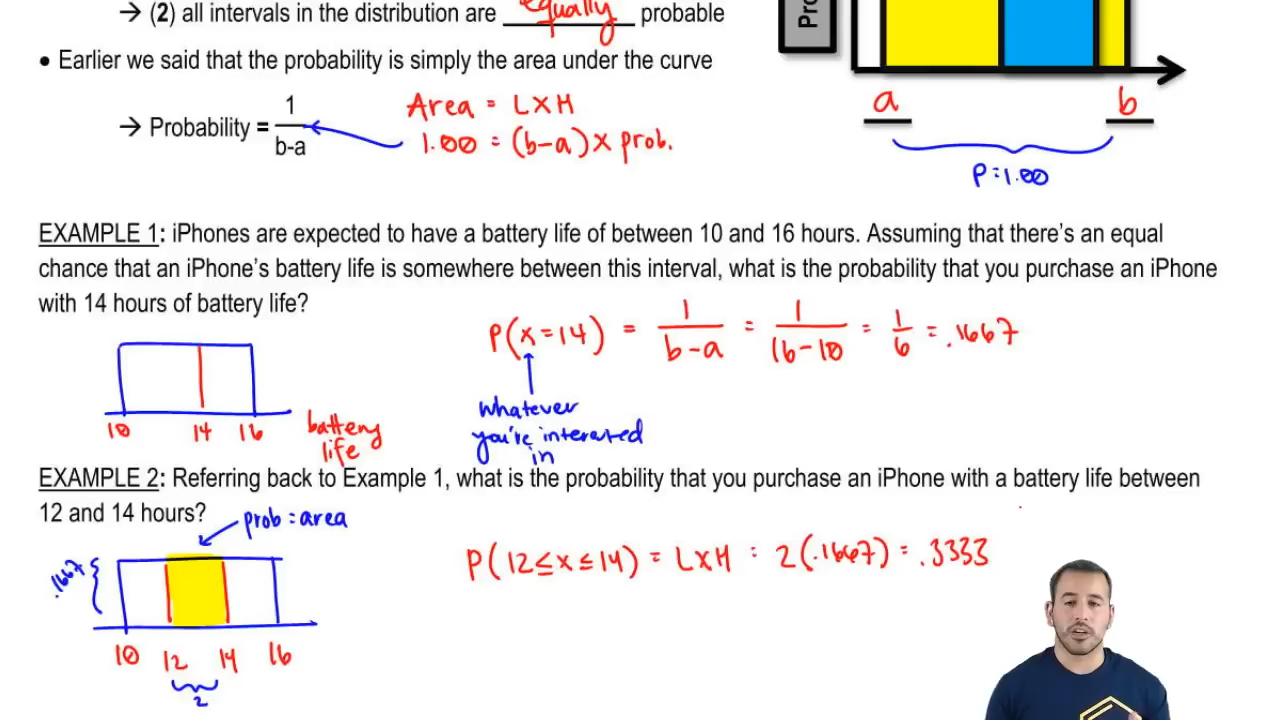 → (2) all intervals in the distribution are equally probable
• Earlier we said that the probability is simply the area under the curve
→ Probability = 1
b-a
Area = L X H
1.00 = (b-a) X prob.
a
b
P=1.00
EXAMPLE 1: iPhones are expected to have a battery life of between 10 and 16 hours. Assuming that there's an equal
chance that an iPhone's battery life is somewhere between this interval, what is the probability that you purchase an iPhone
with 14 hours of battery life?
P(x=14) = 1/b-a = 1/16-10 = 1/6 = .1667
whatever
you're interested
in
10 14 16
battery
life
EXAMPLE 2: Referring back to Example 1, what is the probability that you purchase an iPhone with a battery life between
12 and 14 hours?
prob=area
.1667
P(12≤x≤14) = LXH = 2(.1667) = .3333
10 12 14 16
2